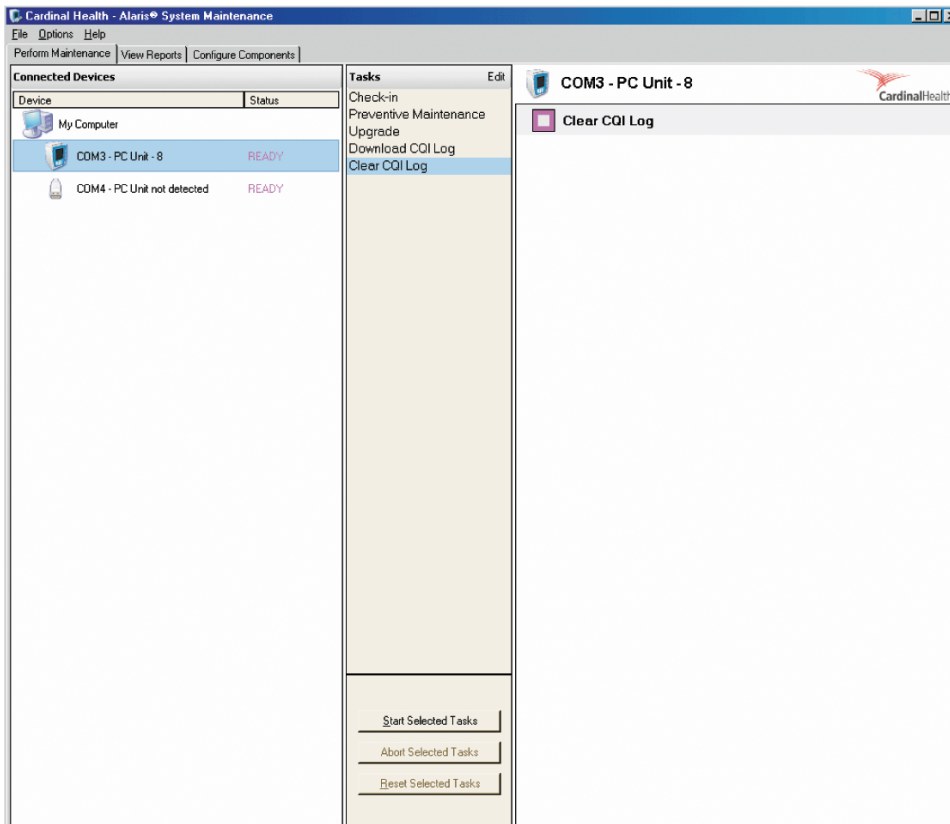 Cardinal Health - Alaris® System Maintenance
File Options Help
Perform Maintenance View Reports Configure Components
Connected Devices
Device Status
My Computer
COM3 - PC Unit - 8 READY
COM4 - PC Unit not detected READY
Tasks Edit
Check-in
Preventive Maintenance
Upgrade
Download CQI Log
Clear CQI Log
Start Selected Tasks
Abort Selected Tasks
Reset Selected Tasks
COM3 - PC Unit - 8
CardinalHealth
Clear CQI Log